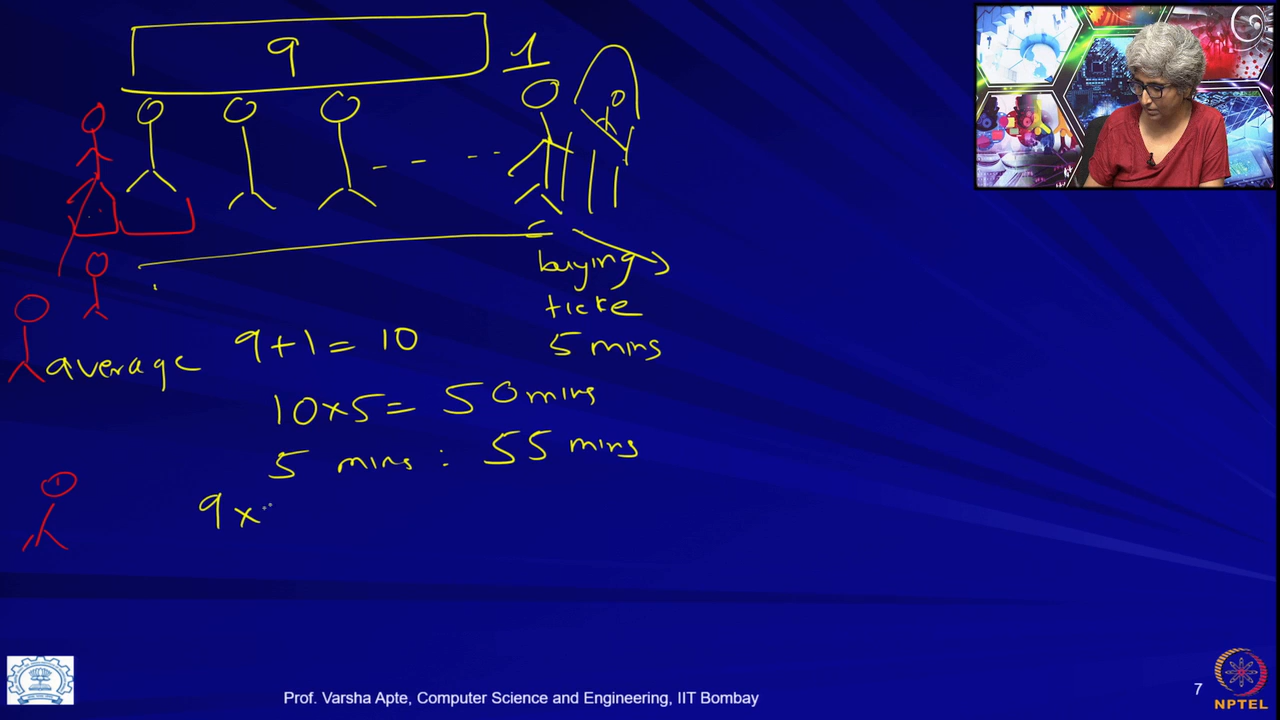 9
1
buying
ticke
5 mins
average
9+1 = 10
10×5 = 50 mins
5 mins : 55 mins
9×
Prof. Varsha Apte, Computer Science and Engineering, IIT Bombay
7
NPTEL